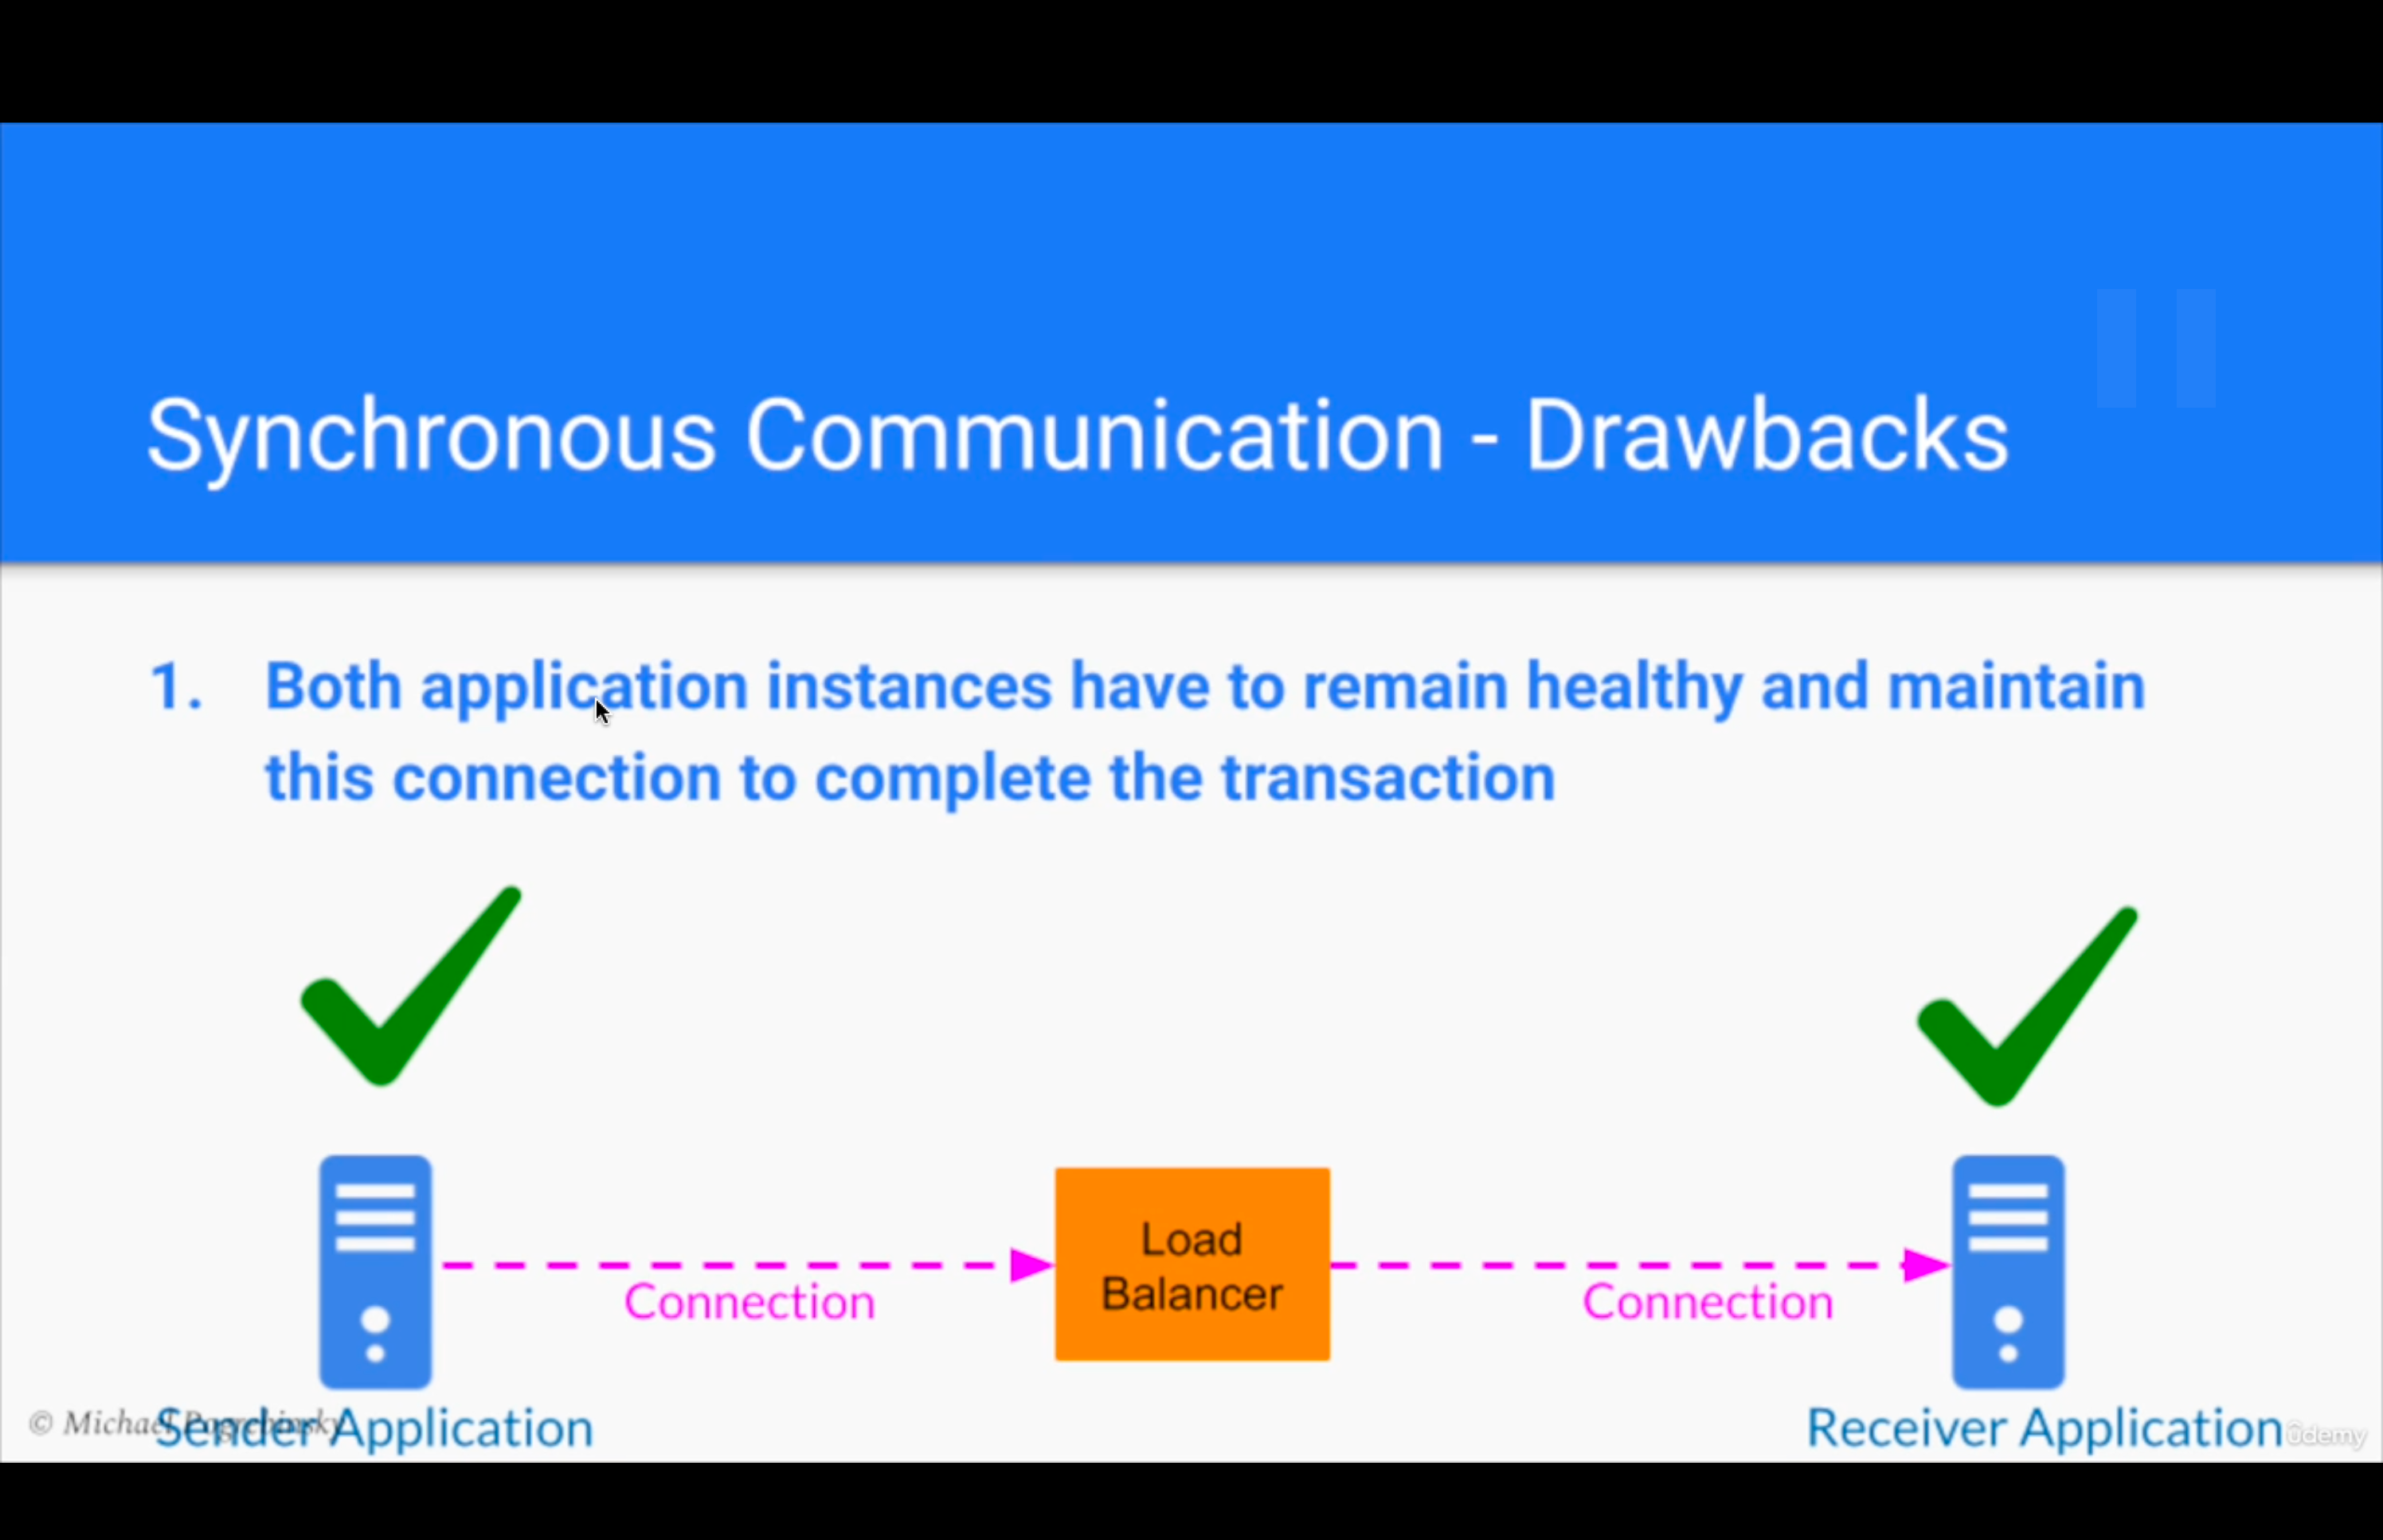 Synchronous Communication - Drawbacks
1. Both application instances have to remain healthy and maintain
this connection to complete the transaction
Load
Balancer
Connection
Connection
© Michael Pogrebinsky
Sender Application
Receiver Application
ûdemy